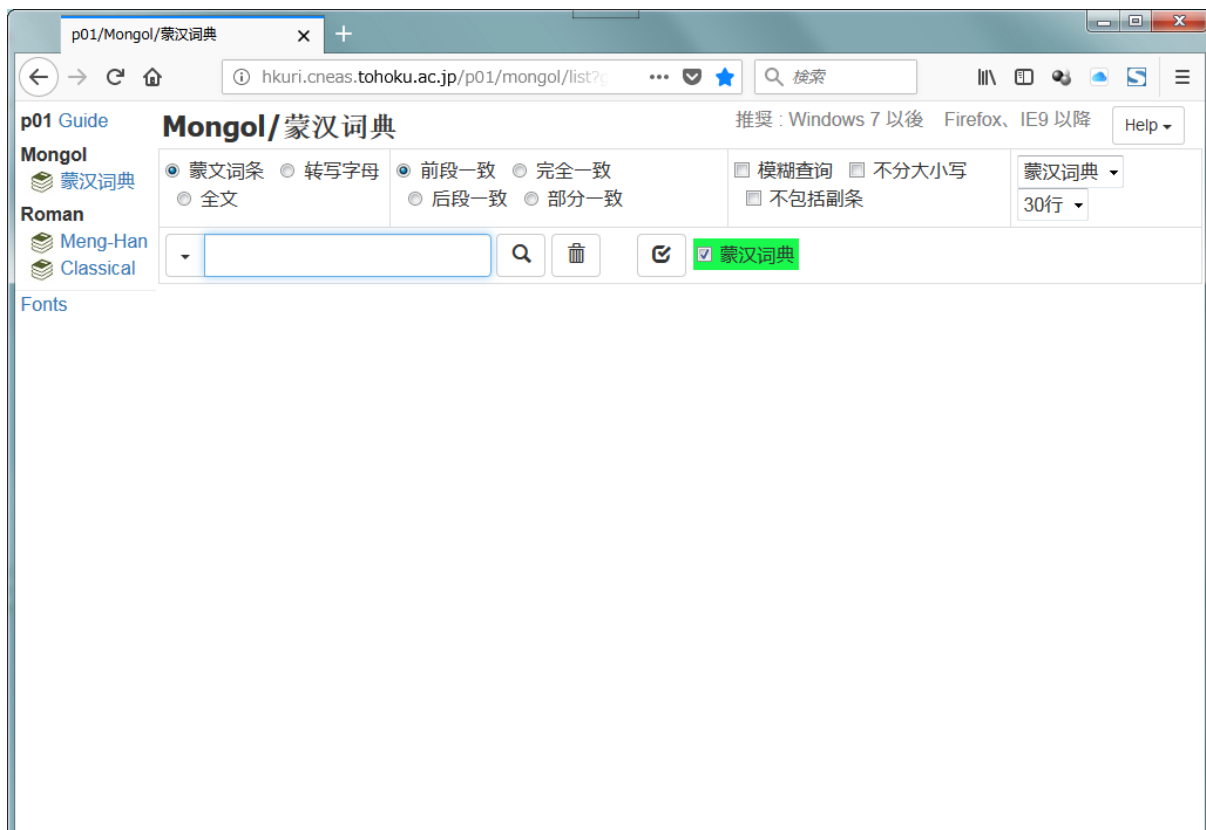 p01/Mongol/蒙汉词典
hkuri.cneas.tohoku.ac.jp/p01/mongol/list?
検索
p01 Guide
Mongol/蒙汉词典
推奨 : Windows 7 以後 Firefox、IE9 以降
Help
Mongol
蒙汉词典
Roman
Meng-Han
Classical
Fonts
蒙文词条 转写字母
全文
前段一致 完全一致
后段一致 部分一致
模糊查询 不分大小写
不包括副条
蒙汉词典
30行
蒙汉词典